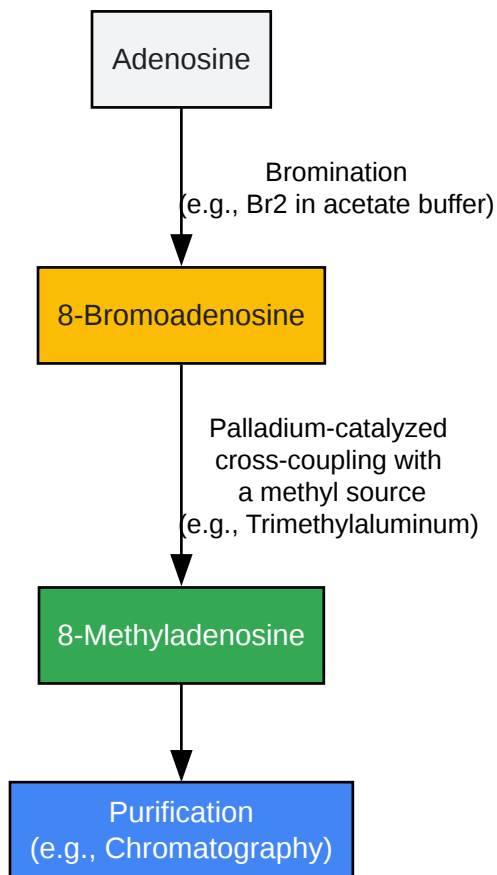 Adenosine
Bromination
(e.g., Br2 in acetate buffer)
8-Bromoadenosine
Palladium-catalyzed
cross-coupling with
a methyl source
(e.g., Trimethylaluminum)
8-Methyladenosine
Purification
(e.g., Chromatography)